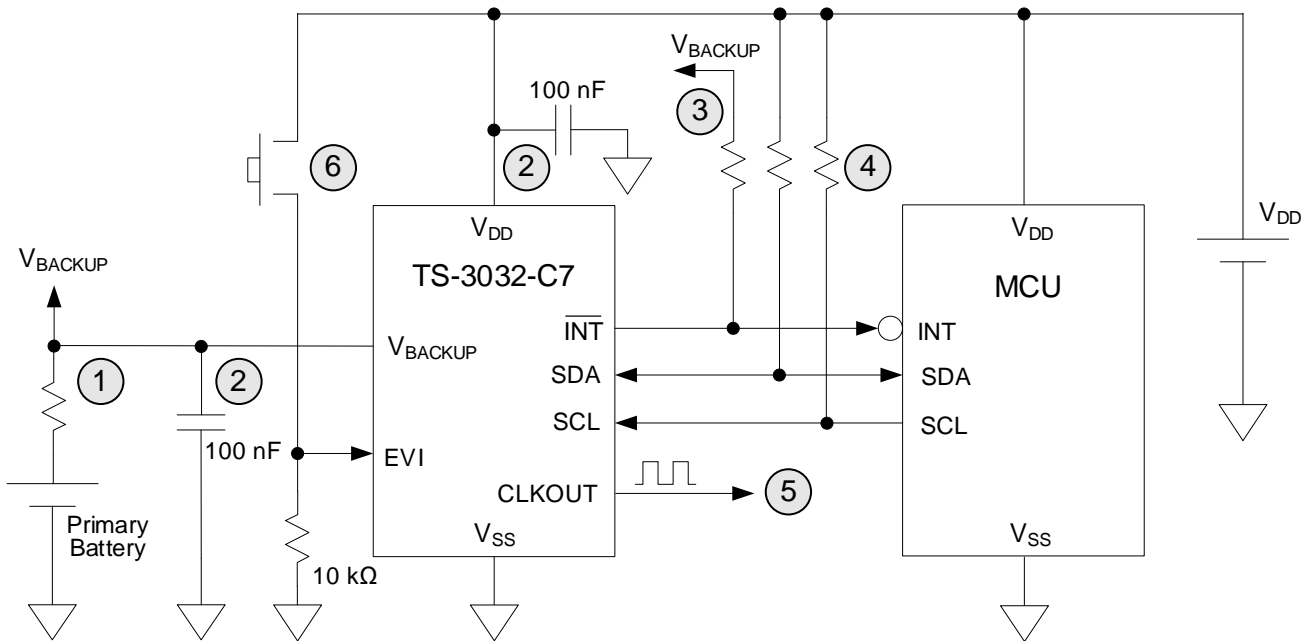 VBACKUP
3
100 nF
6
2
4
VDD
TS-3032-C7
VDD
MCU
VDD
VBACKUP
1
2
VBACKUP
INT
INT
SDA
SDA
SCL
SCL
100 nF
EVI
CLKOUT
5
Primary
Battery
VSS
VSS
10 kΩ